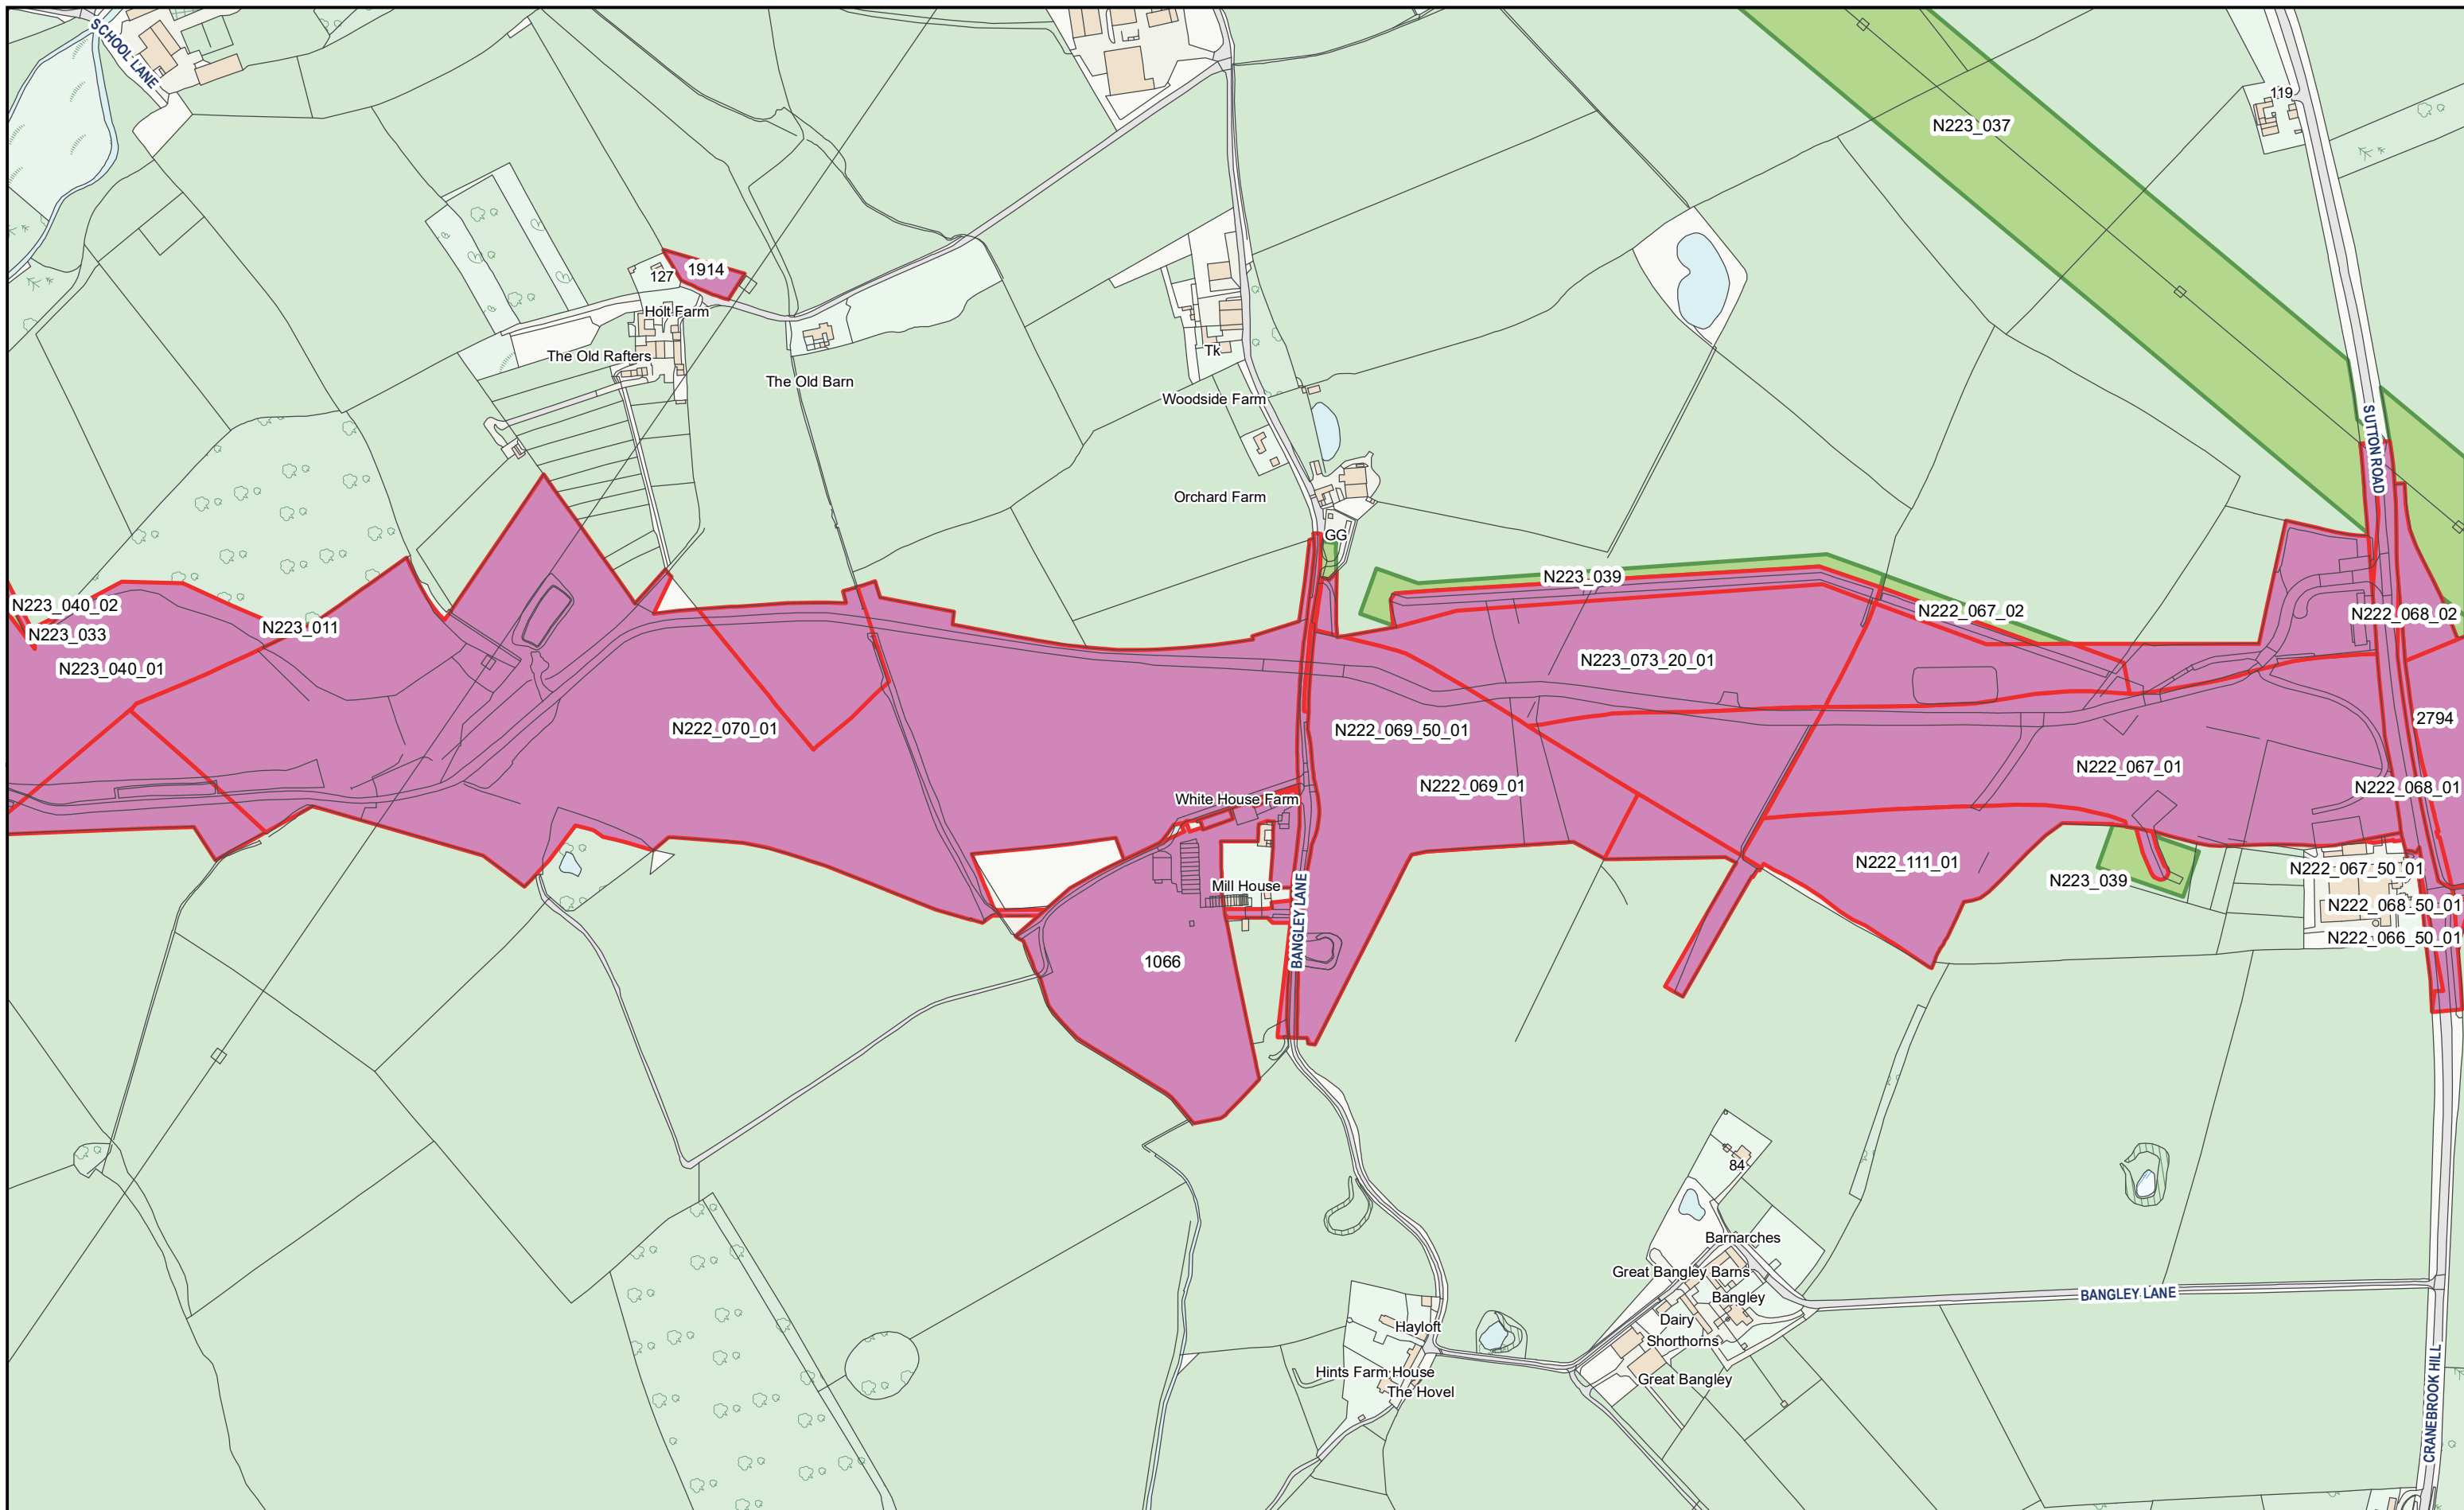 SCHOOL LANE
119
N223_037
127
1914
Holt Farm
The Old Rafters
The Old Barn
Tk
Woodside Farm
SUTTON ROAD
Orchard Farm
GG
N223_039
N223_040_02
N223_033
N223_011
N222_067_02
N222_068_02
N223_040_01
N223_073_20_01
N222_070_01
N222_069_50_01
2794
N222_067_01
N222_069_01
N222_068_01
White House Farm
N222_111_01
N222_067_50_01
N223_039
Mill House
N222_068_50_01
BANGLEY LANE
N222_066_50_01
1066
84
Barnarches
Great Bangley Barns
Bangley
BANGLEY LANE
Dairy
Hayloft
Shorthorns
Hints Farm House
Great Bangley
The Hovel
CRANEBROOK HILL